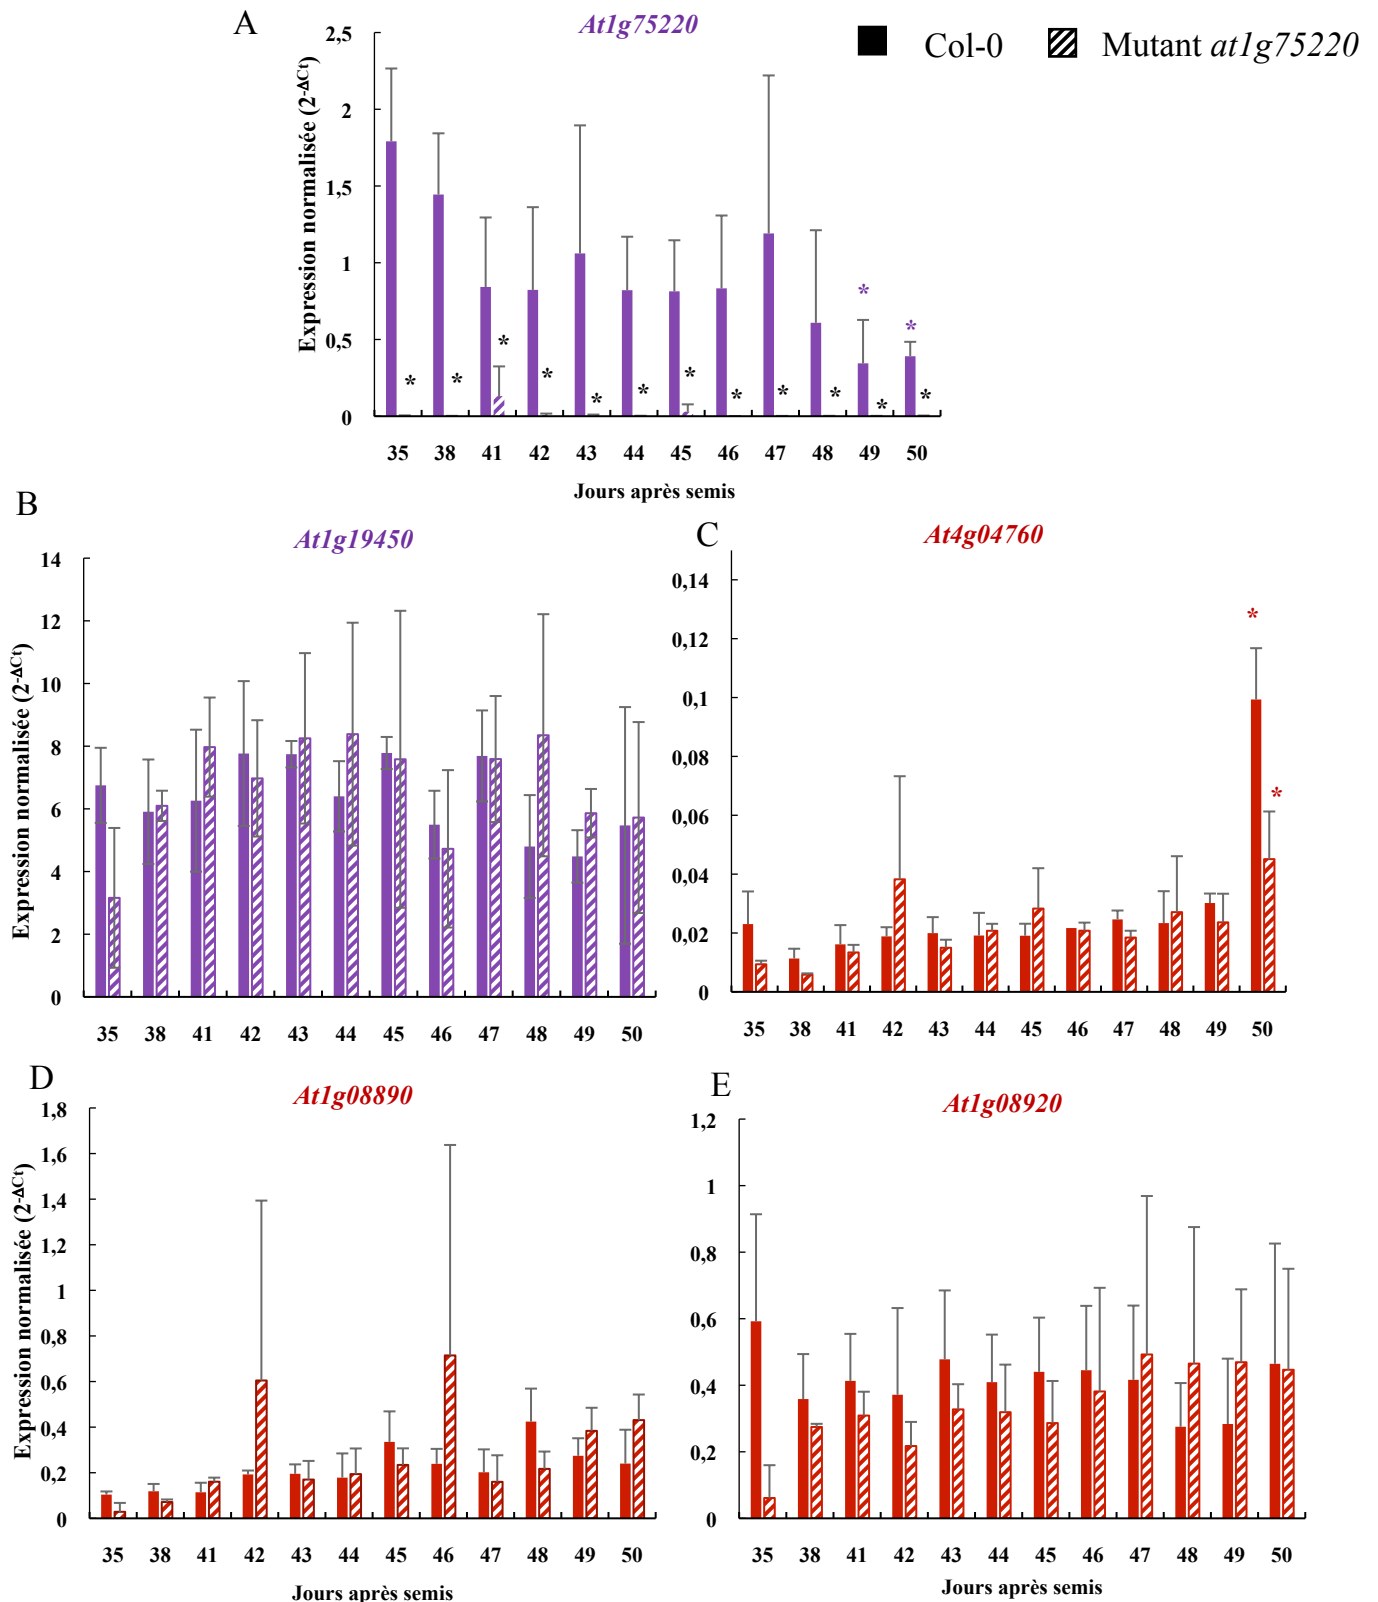 A
At1g75220
Col-0
Mutant at1g75220
Expression normalisée (2-ΔCt)
2,5
2
1,5
1
0,5
0
* * * * * * * * * * * * * *
35 38 41 42 43 44 45 46 47 48 49 50
Jours après semis
B
At1g19450
Expression normalisée (2-ΔCt)
14
12
10
8
6
4
2
0
35 38 41 42 43 44 45 46 47 48 49 50
C
At4g04760
0,14
0,12
0,1
0,08
0,06
0,04
0,02
0
* *
35 38 41 42 43 44 45 46 47 48 49 50
D
At1g08890
Expression normalisée (2-ΔCt)
1,8
1,6
1,4
1,2
1
0,8
0,6
0,4
0,2
0
35 38 41 42 43 44 45 46 47 48 49 50
Jours après semis
E
At1g08920
1,2
1
0,8
0,6
0,4
0,2
0
35 38 41 42 43 44 45 46 47 48 49 50
Jours après semis